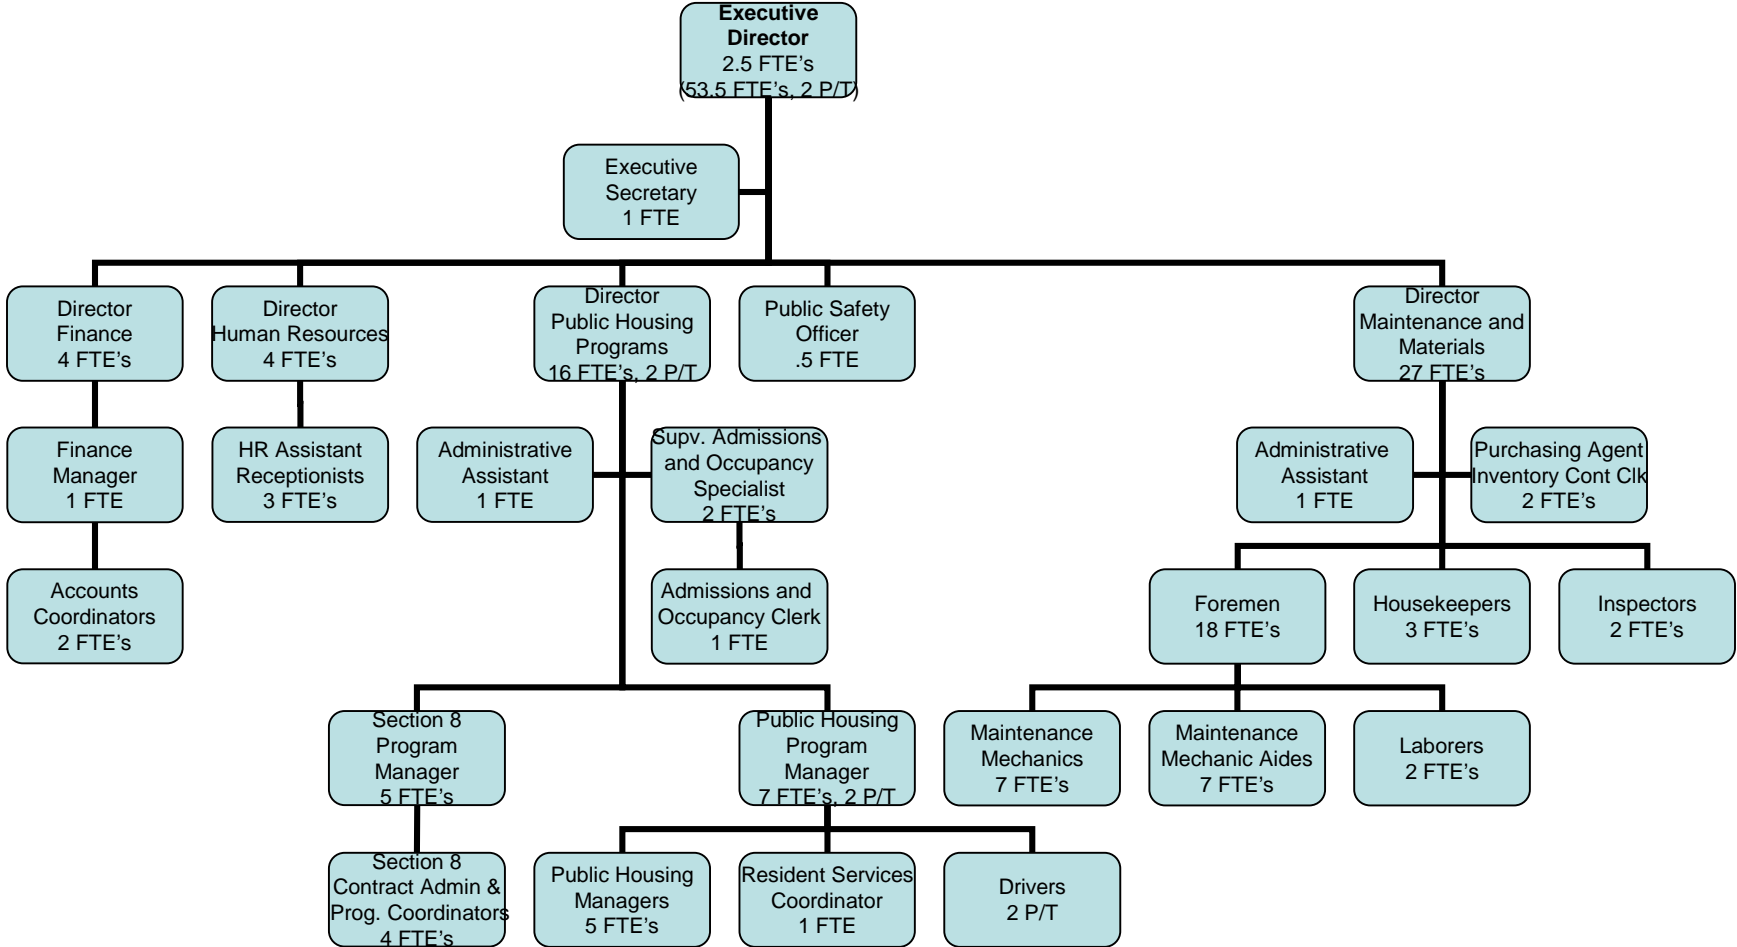 Executive
Director
2.5 FTE's
(53.5 FTE's, 2 P/T)
Executive
Secretary
1 FTE
Director
Finance
4 FTE's
Director
Human Resources
4 FTE's
Director
Public Housing
Programs
16 FTE's, 2 P/T
Public Safety
Officer
.5 FTE
Director
Maintenance and
Materials
27 FTE's
Finance
Manager
1 FTE
HR Assistant
Receptionists
3 FTE's
Administrative
Assistant
1 FTE
Supv. Admissions
and Occupancy
Specialist
2 FTE's
Administrative
Assistant
1 FTE
Purchasing Agent
Inventory Cont Clk
2 FTE's
Accounts
Coordinators
2 FTE's
Admissions and
Occupancy Clerk
1 FTE
Foremen
18 FTE's
Housekeepers
3 FTE's
Inspectors
2 FTE's
Section 8
Program
Manager
5 FTE's
Public Housing
Program
Manager
7 FTE's, 2 P/T
Maintenance
Mechanics
7 FTE's
Maintenance
Mechanic Aides
7 FTE's
Laborers
2 FTE's
Section 8
Contract Admin &
Prog. Coordinators
4 FTE's
Public Housing
Managers
5 FTE's
Resident Services
Coordinator
1 FTE
Drivers
2 P/T